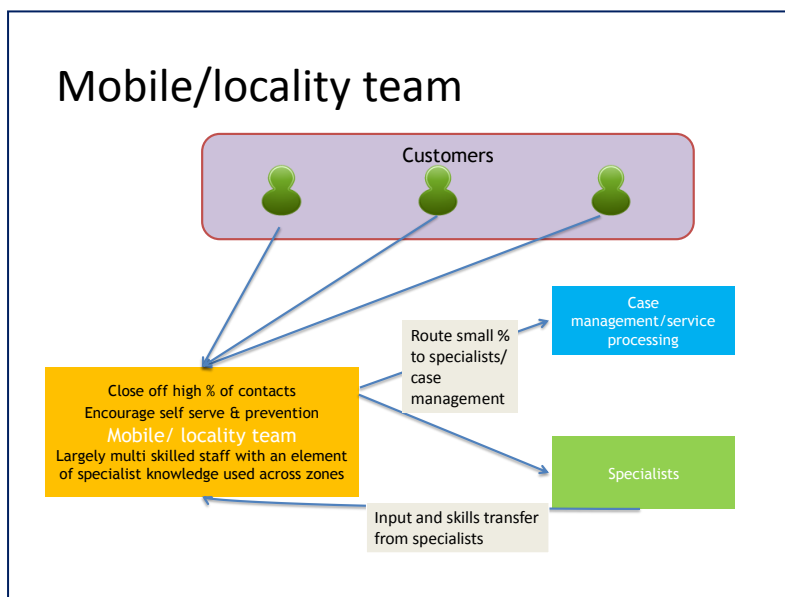 Mobile/locality team
Customers
Case
management/service
processing
Route small %
to specialists/
case
management
Close off high % of contacts
Encourage self serve & prevention
Mobile/ locality team
Largely multi skilled staff with an element
of specialist knowledge used across zones
Specialists
Input and skills transfer
from specialists